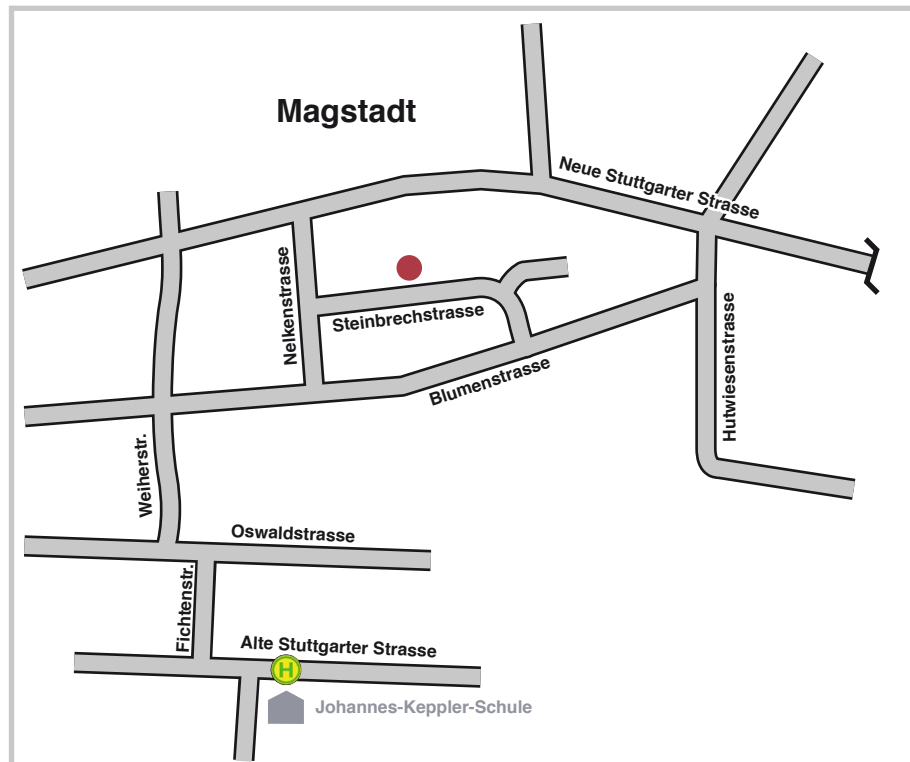 Magstadt
Neue Stuttgarter Strasse
Nelkenstrasse
Steinbrechstrasse
Blumenstrasse
Hutwiesenstrasse
Weiherstr.
Oswaldstrasse
Fichtenstr.
Alte Stuttgarter Strasse
H
Johannes-Keppler-Schule